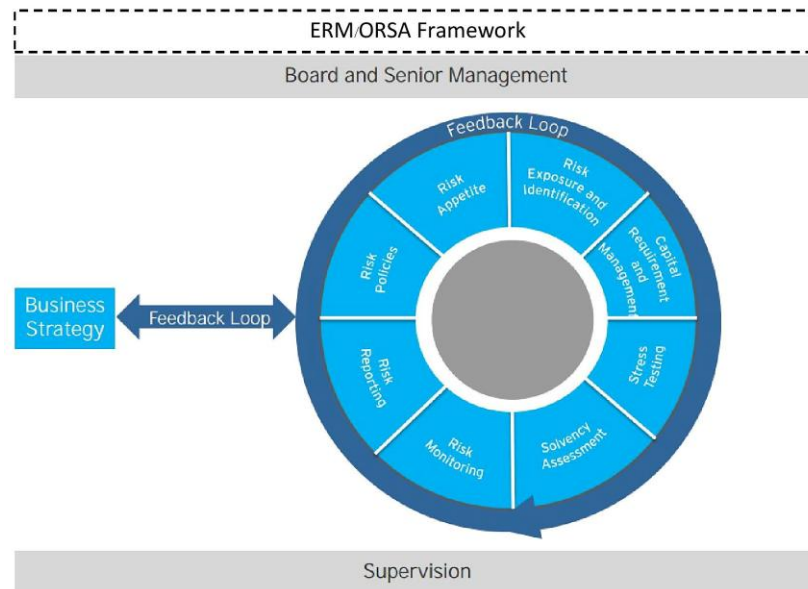 ERM/ORSA Framework
Board and Senior Management
Feedback Loop
Risk
Exposure and
Identification
Capital
Requirement
and
Management
Stress
Testing
Solvency
Assessment
Risk
Monitoring
Risk
Reporting
Risk
Policies
Risk
Appetite
Business
Strategy
Feedback Loop
Supervision